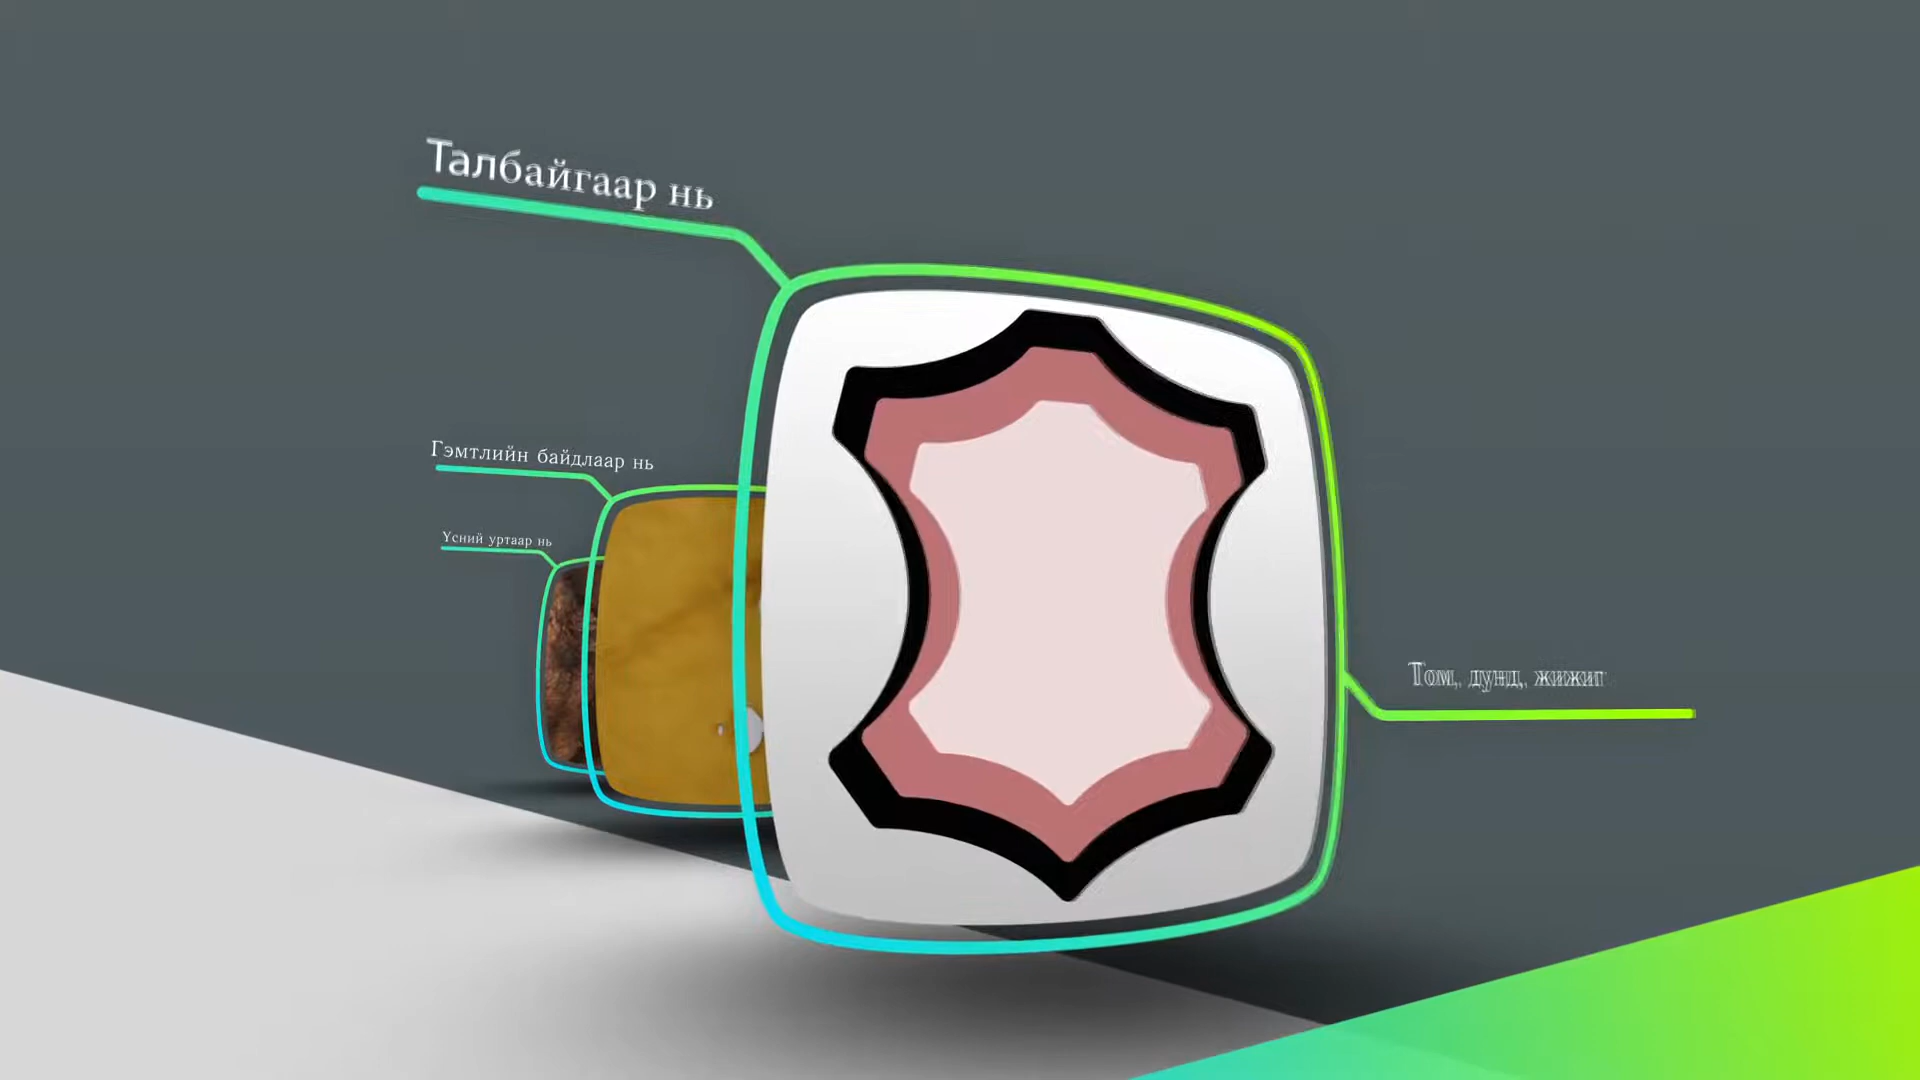 Талбайгаар нь
Гэмтлийн байдлаар нь
Үсний уртаар нь
Том, дунд, жижиг